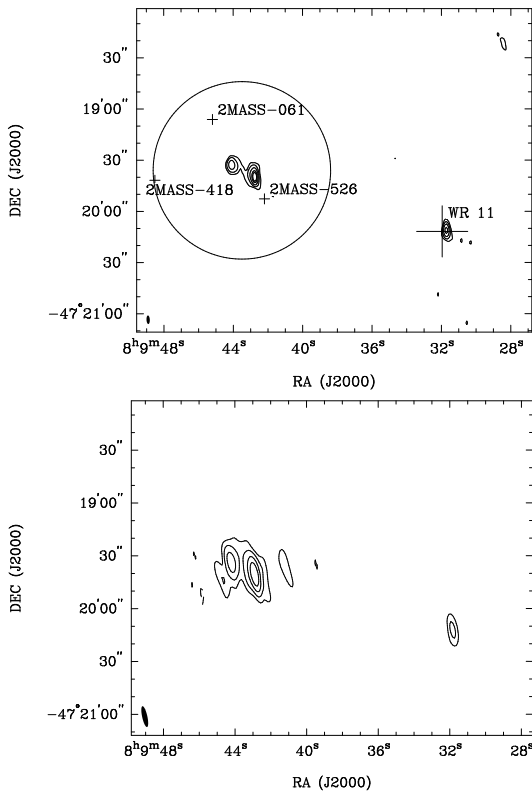 30″
19′00″
2MASS−061
30″
2MASS−418
2MASS−526
20′00″
WR 11
30″
−47°21′00″
8ʰ9ᵐ48ˢ 44ˢ 40ˢ 36ˢ 32ˢ 28ˢ
RA (J2000)
DEC (J2000)
30″
19′00″
30″
20′00″
30″
−47°21′00″
8ʰ9ᵐ48ˢ 44ˢ 40ˢ 36ˢ 32ˢ 28ˢ
RA (J2000)
DEC (J2000)